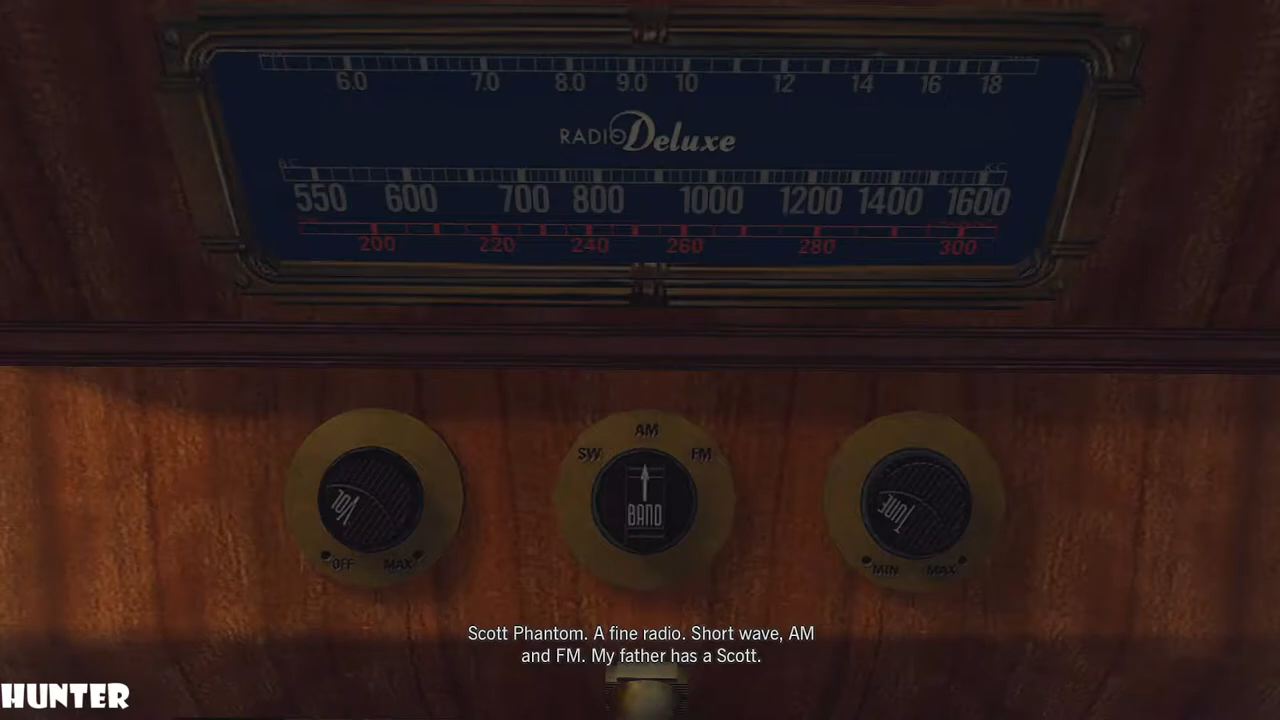 6.0 7.0 8.0 9.0 10 12 14 16 18
RADIO Deluxe
550 600 700 800 1000 1200 1400 1600
200 220 240 260 280 300
AM
SW FM
VOL BAND TUNE
OFF MAX MIN MAX
Scott Phantom. A fine radio. Short wave, AM
and FM. My father has a Scott.
HUNTER